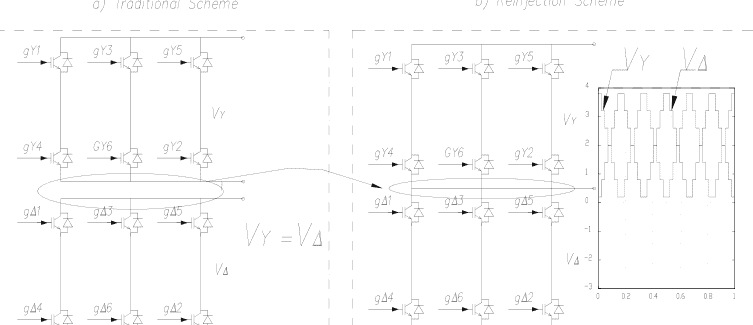 a) Traditional Scheme
b) Reinjection Scheme
gY1 gY3 gY5
VY
gY4 GY6 gY2
gΔ1 gΔ3 gΔ5
VY = VΔ
VΔ
gΔ4 gΔ6 gΔ2
gY1 gY3 gY5
VY
gY4 GY6 gY2
gΔ1 gΔ3 gΔ5
VΔ
gΔ4 gΔ6 gΔ2
VY VΔ
4
3
2
1
0
-1
-2
-3
0 0.2 0.4 0.6 0.8 1